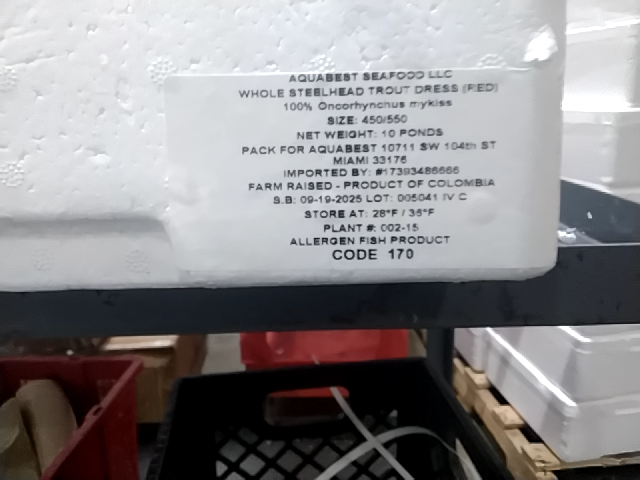 AQUABEST SEAFOOD LLC
WHOLE STEELHEAD TROUT DRESS (RED)
100% Oncorhynchus mykiss
SIZE: 450/550
NET WEIGHT: 10 PONDS
PACK FOR AQUABEST 10711 SW 104th ST
MIAMI 33176
IMPORTED BY: #17393486666
FARM RAISED - PRODUCT OF COLOMBIA
S.B: 09-19-2025 LOT: 005041 IV C
STORE AT: 28°F / 36°F
PLANT #: 002-15
ALLERGEN FISH PRODUCT
CODE 170